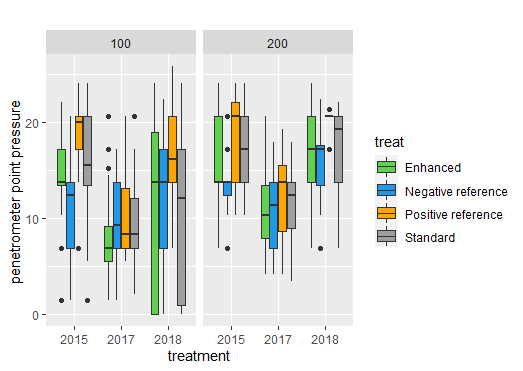 100 200
penetrometer point pressure
20
10
0
2015 2017 2018 2015 2017 2018
treatment
treat
Enhanced
Negative reference
Positive reference
Standard